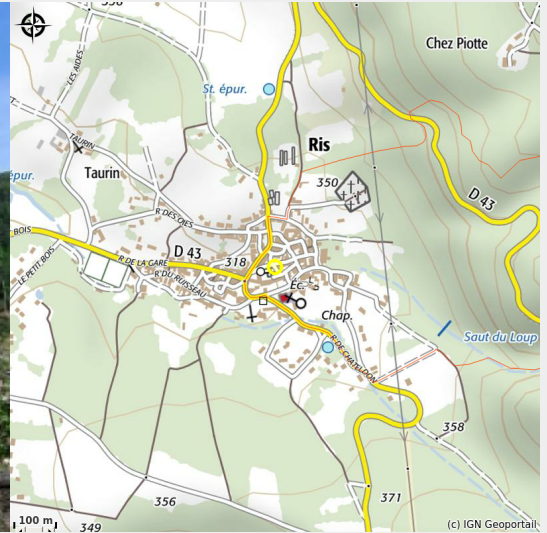 Chez Piotte
LES AIDES
St. épur.
TAURIN
Ris
Taurin
350
épur.
D 43
R DES OIES
BOIS
D 43
LE PETIT BOIS
R DE LA GARE
318
R DU RUISSEAU
Éc.
Chap.
Saut du Loup
R DE CHATELDON
358
371
356
100 m
349
(c) IGN Geoportail